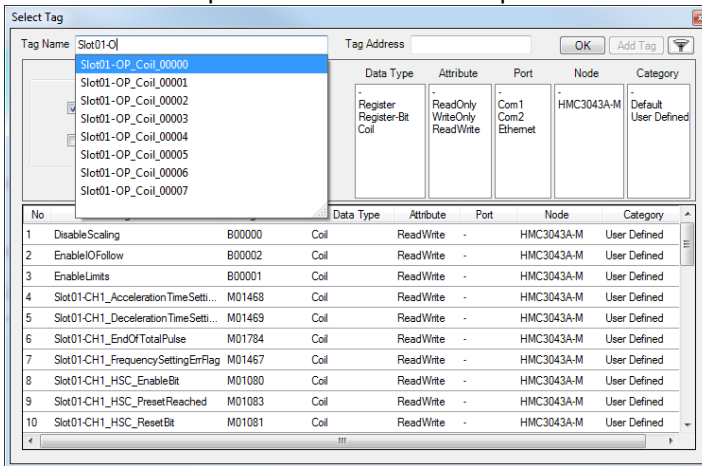 Select Tag
Tag Name Slot01-O Tag Address OK Add Tag
Slot01-OP_Coil_00000
Slot01-OP_Coil_00001
Slot01-OP_Coil_00002
Slot01-OP_Coil_00003
Slot01-OP_Coil_00004
Slot01-OP_Coil_00005
Slot01-OP_Coil_00006
Slot01-OP_Coil_00007
Data Type Attribute Port Node Category
- - - - -
Register ReadOnly Com1 HMC3043A-M Default
Register-Bit WriteOnly Com2 User Defined
Coil ReadWrite Ethernet
No Data Type Attribute Port Node Category
1 DisableScaling B00000 Coil ReadWrite - HMC3043A-M User Defined
2 EnableIOFollow B00002 Coil ReadWrite - HMC3043A-M User Defined
3 EnableLimits B00001 Coil ReadWrite - HMC3043A-M User Defined
4 Slot01-CH1_AccelerationTimeSetti... M01468 Coil ReadWrite - HMC3043A-M User Defined
5 Slot01-CH1_DecelerationTimeSetti... M01469 Coil ReadWrite - HMC3043A-M User Defined
6 Slot01-CH1_EndOfTotalPulse M01784 Coil ReadWrite - HMC3043A-M User Defined
7 Slot01-CH1_FrequencySettingErrFlag M01467 Coil ReadWrite - HMC3043A-M User Defined
8 Slot01-CH1_HSC_EnableBit M01080 Coil ReadWrite - HMC3043A-M User Defined
9 Slot01-CH1_HSC_PresetReached M01083 Coil ReadWrite - HMC3043A-M User Defined
10 Slot01-CH1_HSC_ResetBit M01081 Coil ReadWrite - HMC3043A-M User Defined